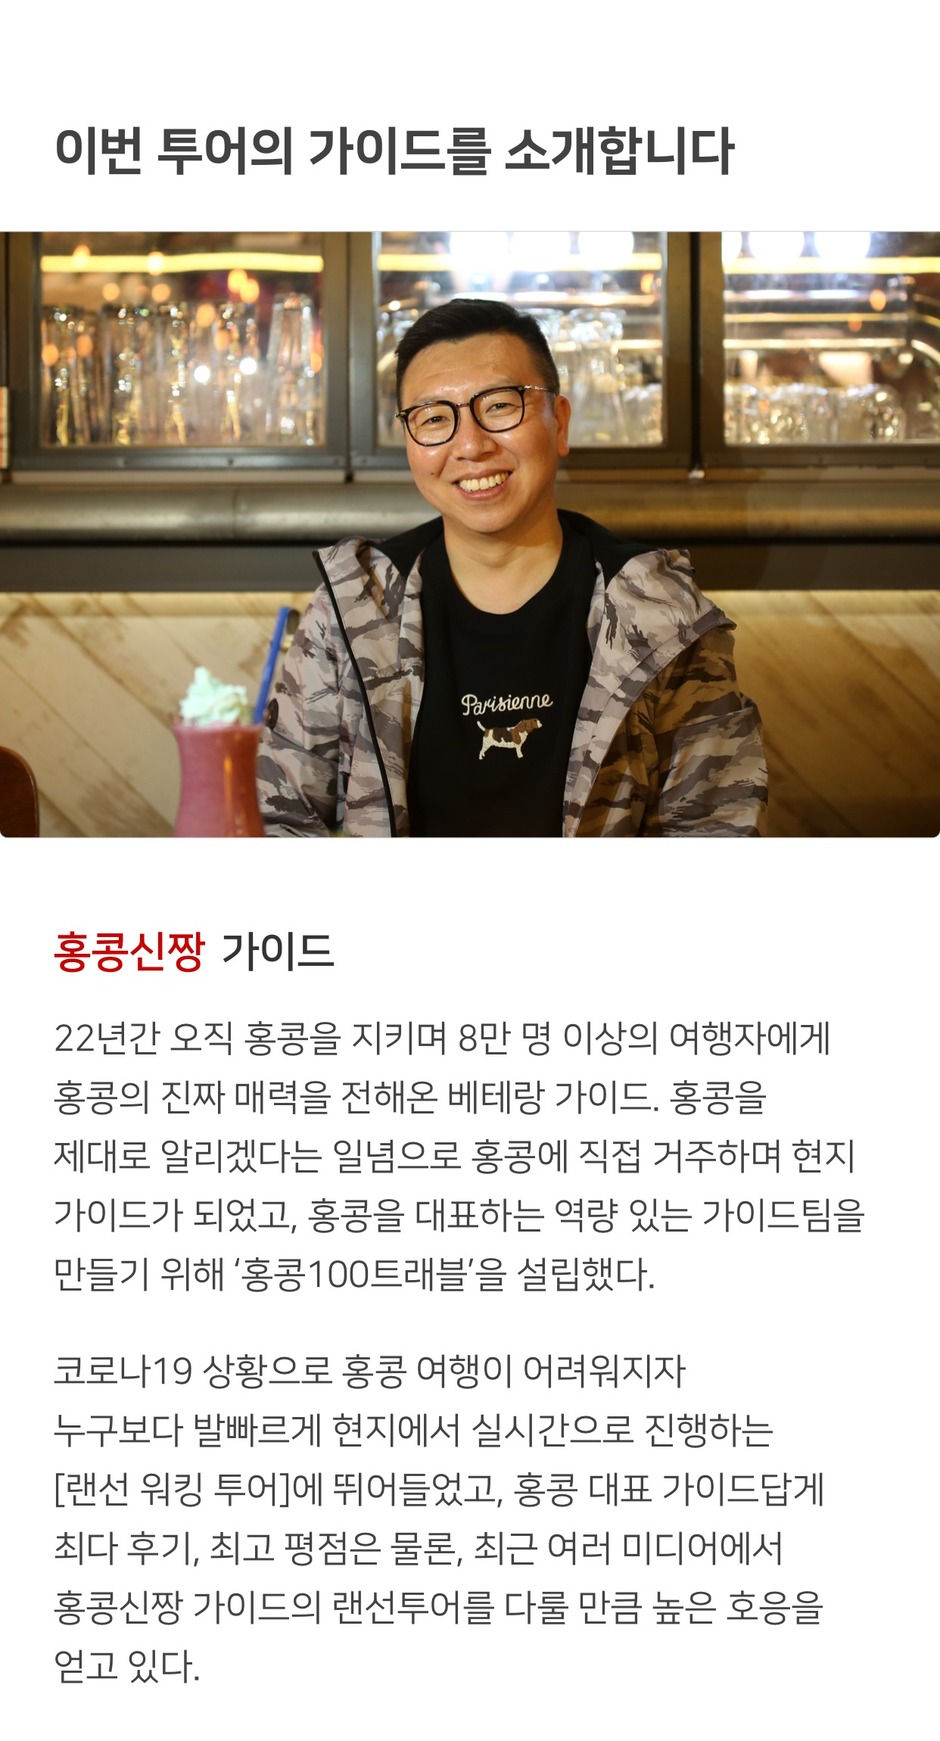 이번 투어의 가이드를 소개합니다
Parisienne
홍콩신짱 가이드
22년간 오직 홍콩을 지키며 8만 명 이상의 여행자에게
홍콩의 진짜 매력을 전해온 베테랑 가이드. 홍콩을
제대로 알리겠다는 일념으로 홍콩에 직접 거주하며 현지
가이드가 되었고, 홍콩을 대표하는 역량 있는 가이드팀을
만들기 위해 ‘홍콩100트래블’을 설립했다.
코로나19 상황으로 홍콩 여행이 어려워지자
누구보다 발빠르게 현지에서 실시간으로 진행하는
[랜선 워킹 투어]에 뛰어들었고, 홍콩 대표 가이드답게
최다 후기, 최고 평점은 물론, 최근 여러 미디어에서
홍콩신짱 가이드의 랜선투어를 다룰 만큼 높은 호응을
얻고 있다.